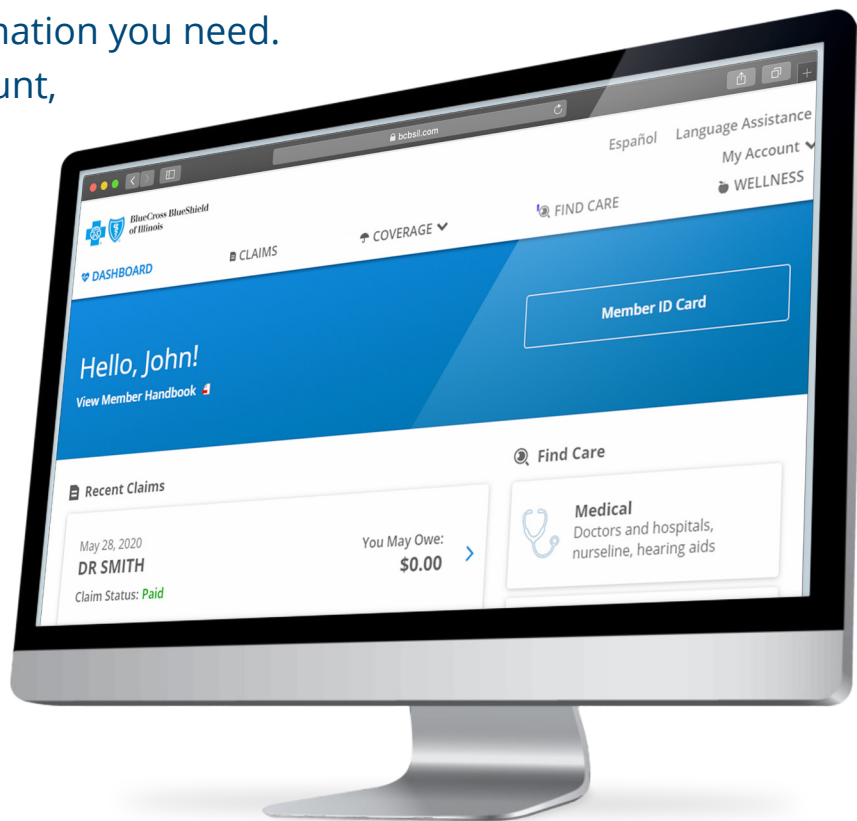 mation you need.
unt,
bcbsil.com
Español Language Assistance
My Account
BlueCross BlueShield
of Illinois
DASHBOARD
CLAIMS
COVERAGE
FIND CARE
WELLNESS
Hello, John!
View Member Handbook
Member ID Card
Recent Claims
May 28, 2020
DR SMITH
Claim Status: Paid
You May Owe:
$0.00
Find Care
Medical
Doctors and hospitals,
nurseline, hearing aids